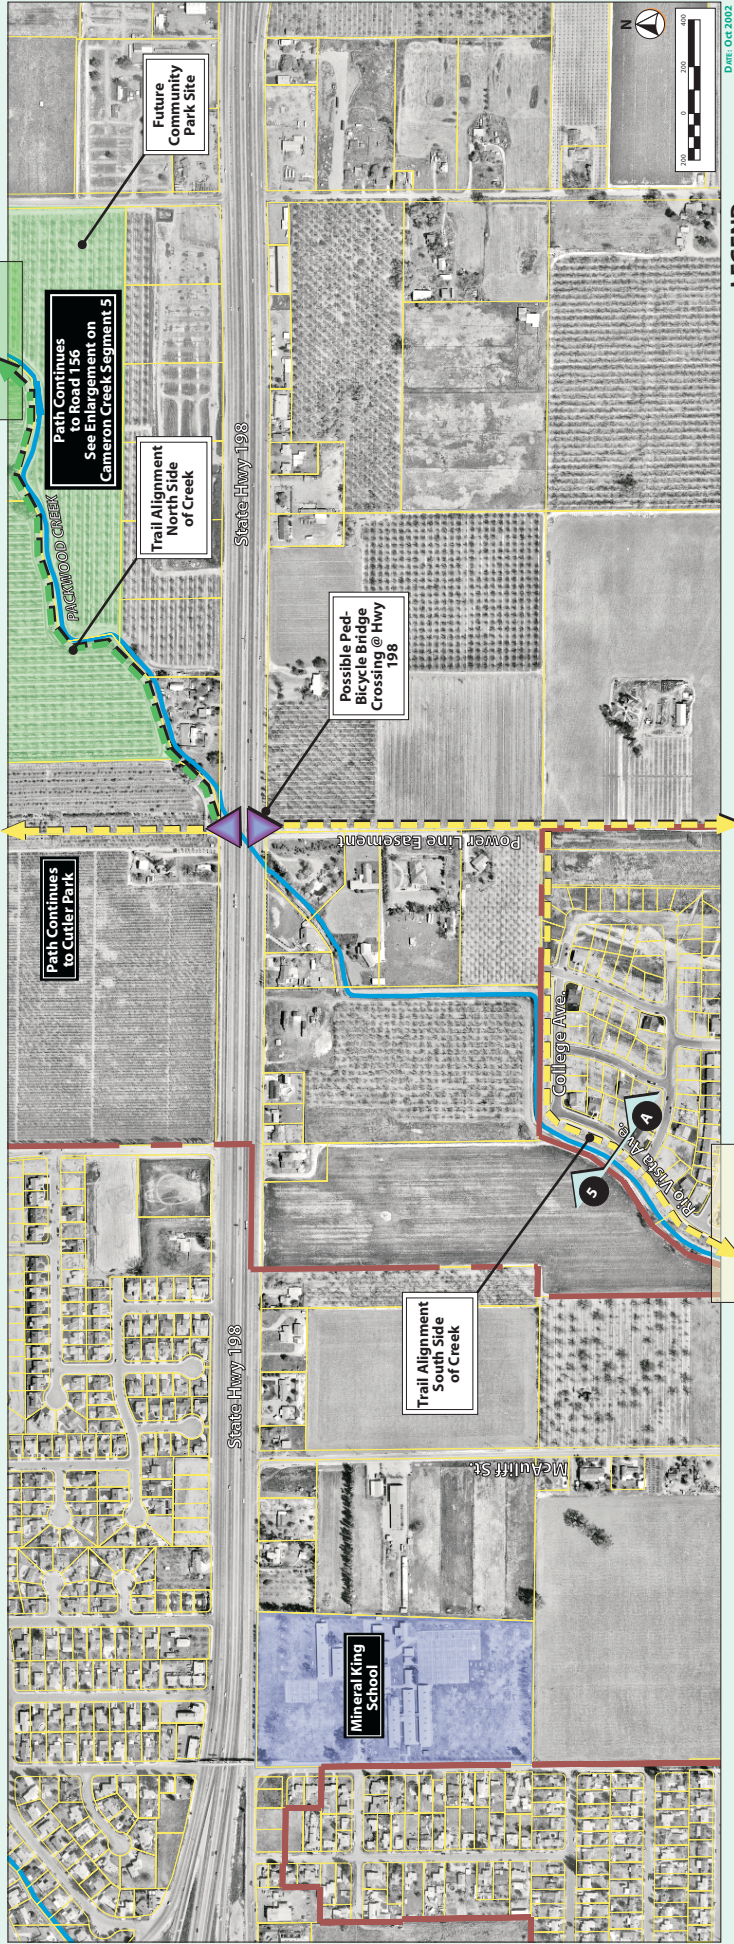 Future
Community
Park Site
Path Continues
to Road 156
See Enlargement on
Cameron Creek Segment 5
PACKWOOD CREEK
Trail Alignment
North Side
of Creek
State Hwy 198
Possible Ped-
Bicycle Bridge
Crossing @ Hwy
198
Path Continues
to Cutler Park
Power Line Easement
College Ave.
Rio Vista Ave.
A
5
Trail Alignment
South Side
of Creek
State Hwy 198
McAuliff St.
Mineral King
School
N
200 0 200 400
DATE: Oct 2002
LEGEND